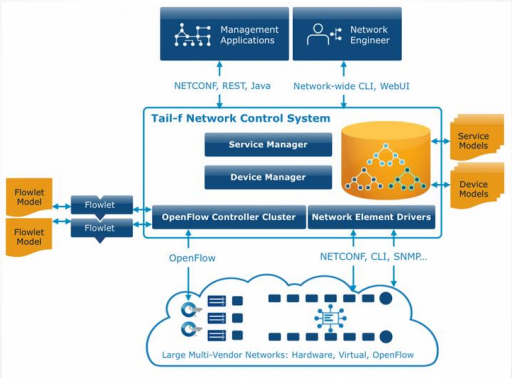 Management
Applications
Network
Engineer
NETCONF, REST, Java
Network-wide CLI, WebUI
Tail-f Network Control System
Service Manager
Device Manager
Service
Models
Device
Models
Flowlet
Model
Flowlet
Flowlet
Model
Flowlet
OpenFlow Controller Cluster
Network Element Drivers
OpenFlow
NETCONF, CLI, SNMP...
Large Multi-Vendor Networks: Hardware, Virtual, OpenFlow